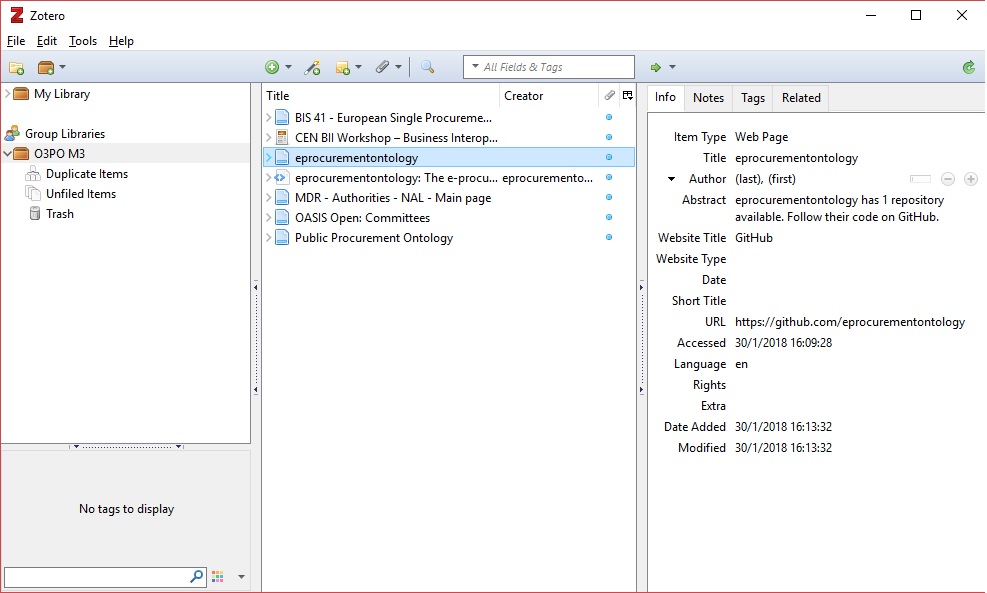 Zotero
File Edit Tools Help
All Fields & Tags
My Library
Group Libraries
O3PO M3
Duplicate Items
Unfiled Items
Trash
No tags to display
Title Creator
BIS 41 - European Single Procureme...
CEN BII Workshop – Business Interop...
eprocurementontology
eprocurementontology: The e-procu... eprocuremento...
MDR - Authorities - NAL - Main page
OASIS Open: Committees
Public Procurement Ontology
Info Notes Tags Related
Item Type Web Page
Title eprocurementontology
Author (last), (first)
Abstract eprocurementontology has 1 repository
available. Follow their code on GitHub.
Website Title GitHub
Website Type
Date
Short Title
URL https://github.com/eprocurementontology
Accessed 30/1/2018 16:09:28
Language en
Rights
Extra
Date Added 30/1/2018 16:13:32
Modified 30/1/2018 16:13:32